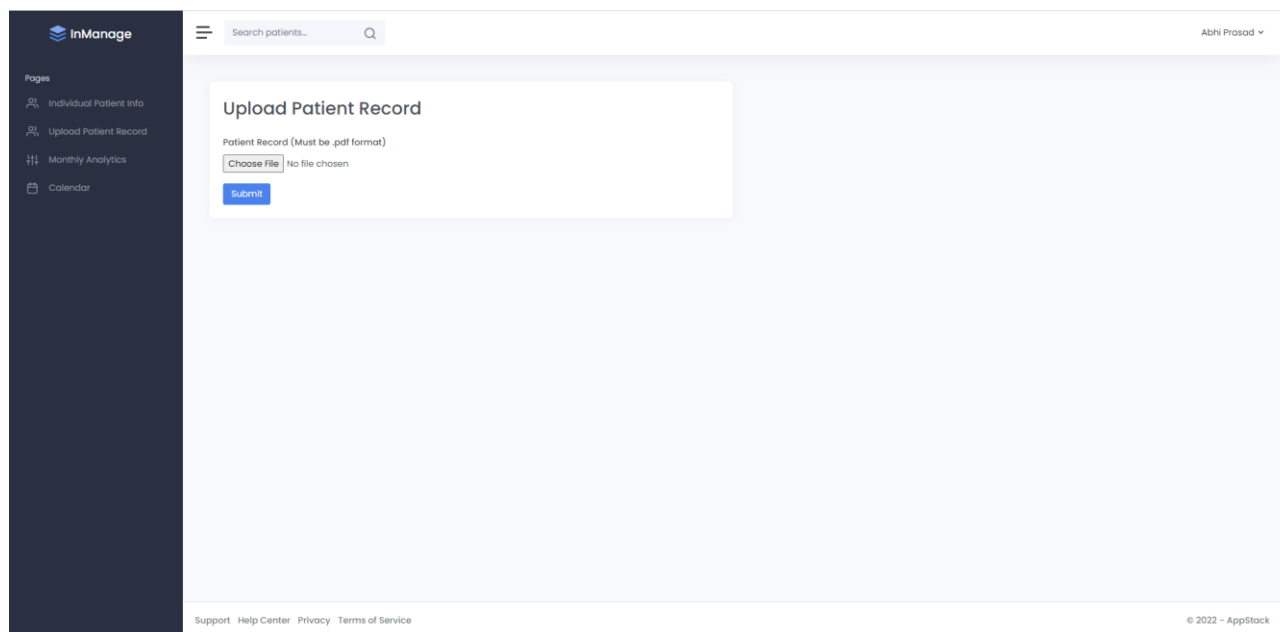 InManage
Search patients...
Abhi Prasad
Pages
Individual Patient Info
Upload Patient Record
Monthly Analytics
Calendar
Upload Patient Record
Patient Record (Must be .pdf format)
Choose File No file chosen
Submit
Support Help Center Privacy Terms of Service
© 2022 - AppStack